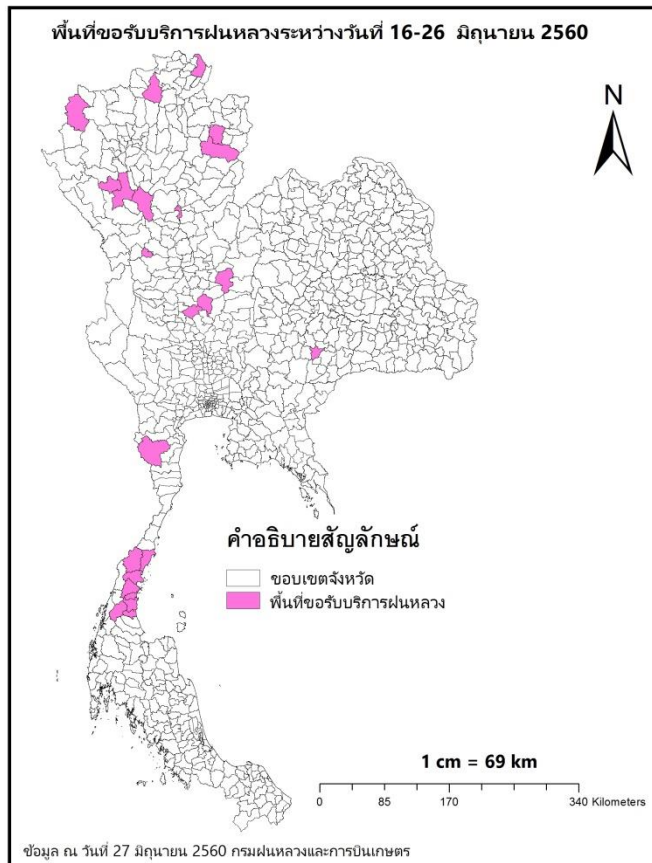 พื้นที่ขอรับบริการฝนหลวงระหว่างวันที่ 16-26 มิถุนายน 2560
N
คำอธิบายสัญลักษณ์
ขอบเขตจังหวัด
พื้นที่ขอรับบริการฝนหลวง
1 cm = 69 km
0 85 170 340 Kilometers
ข้อมูล ณ วันที่ 27 มิถุนายน 2560 กรมฝนหลวงและการบินเกษตร